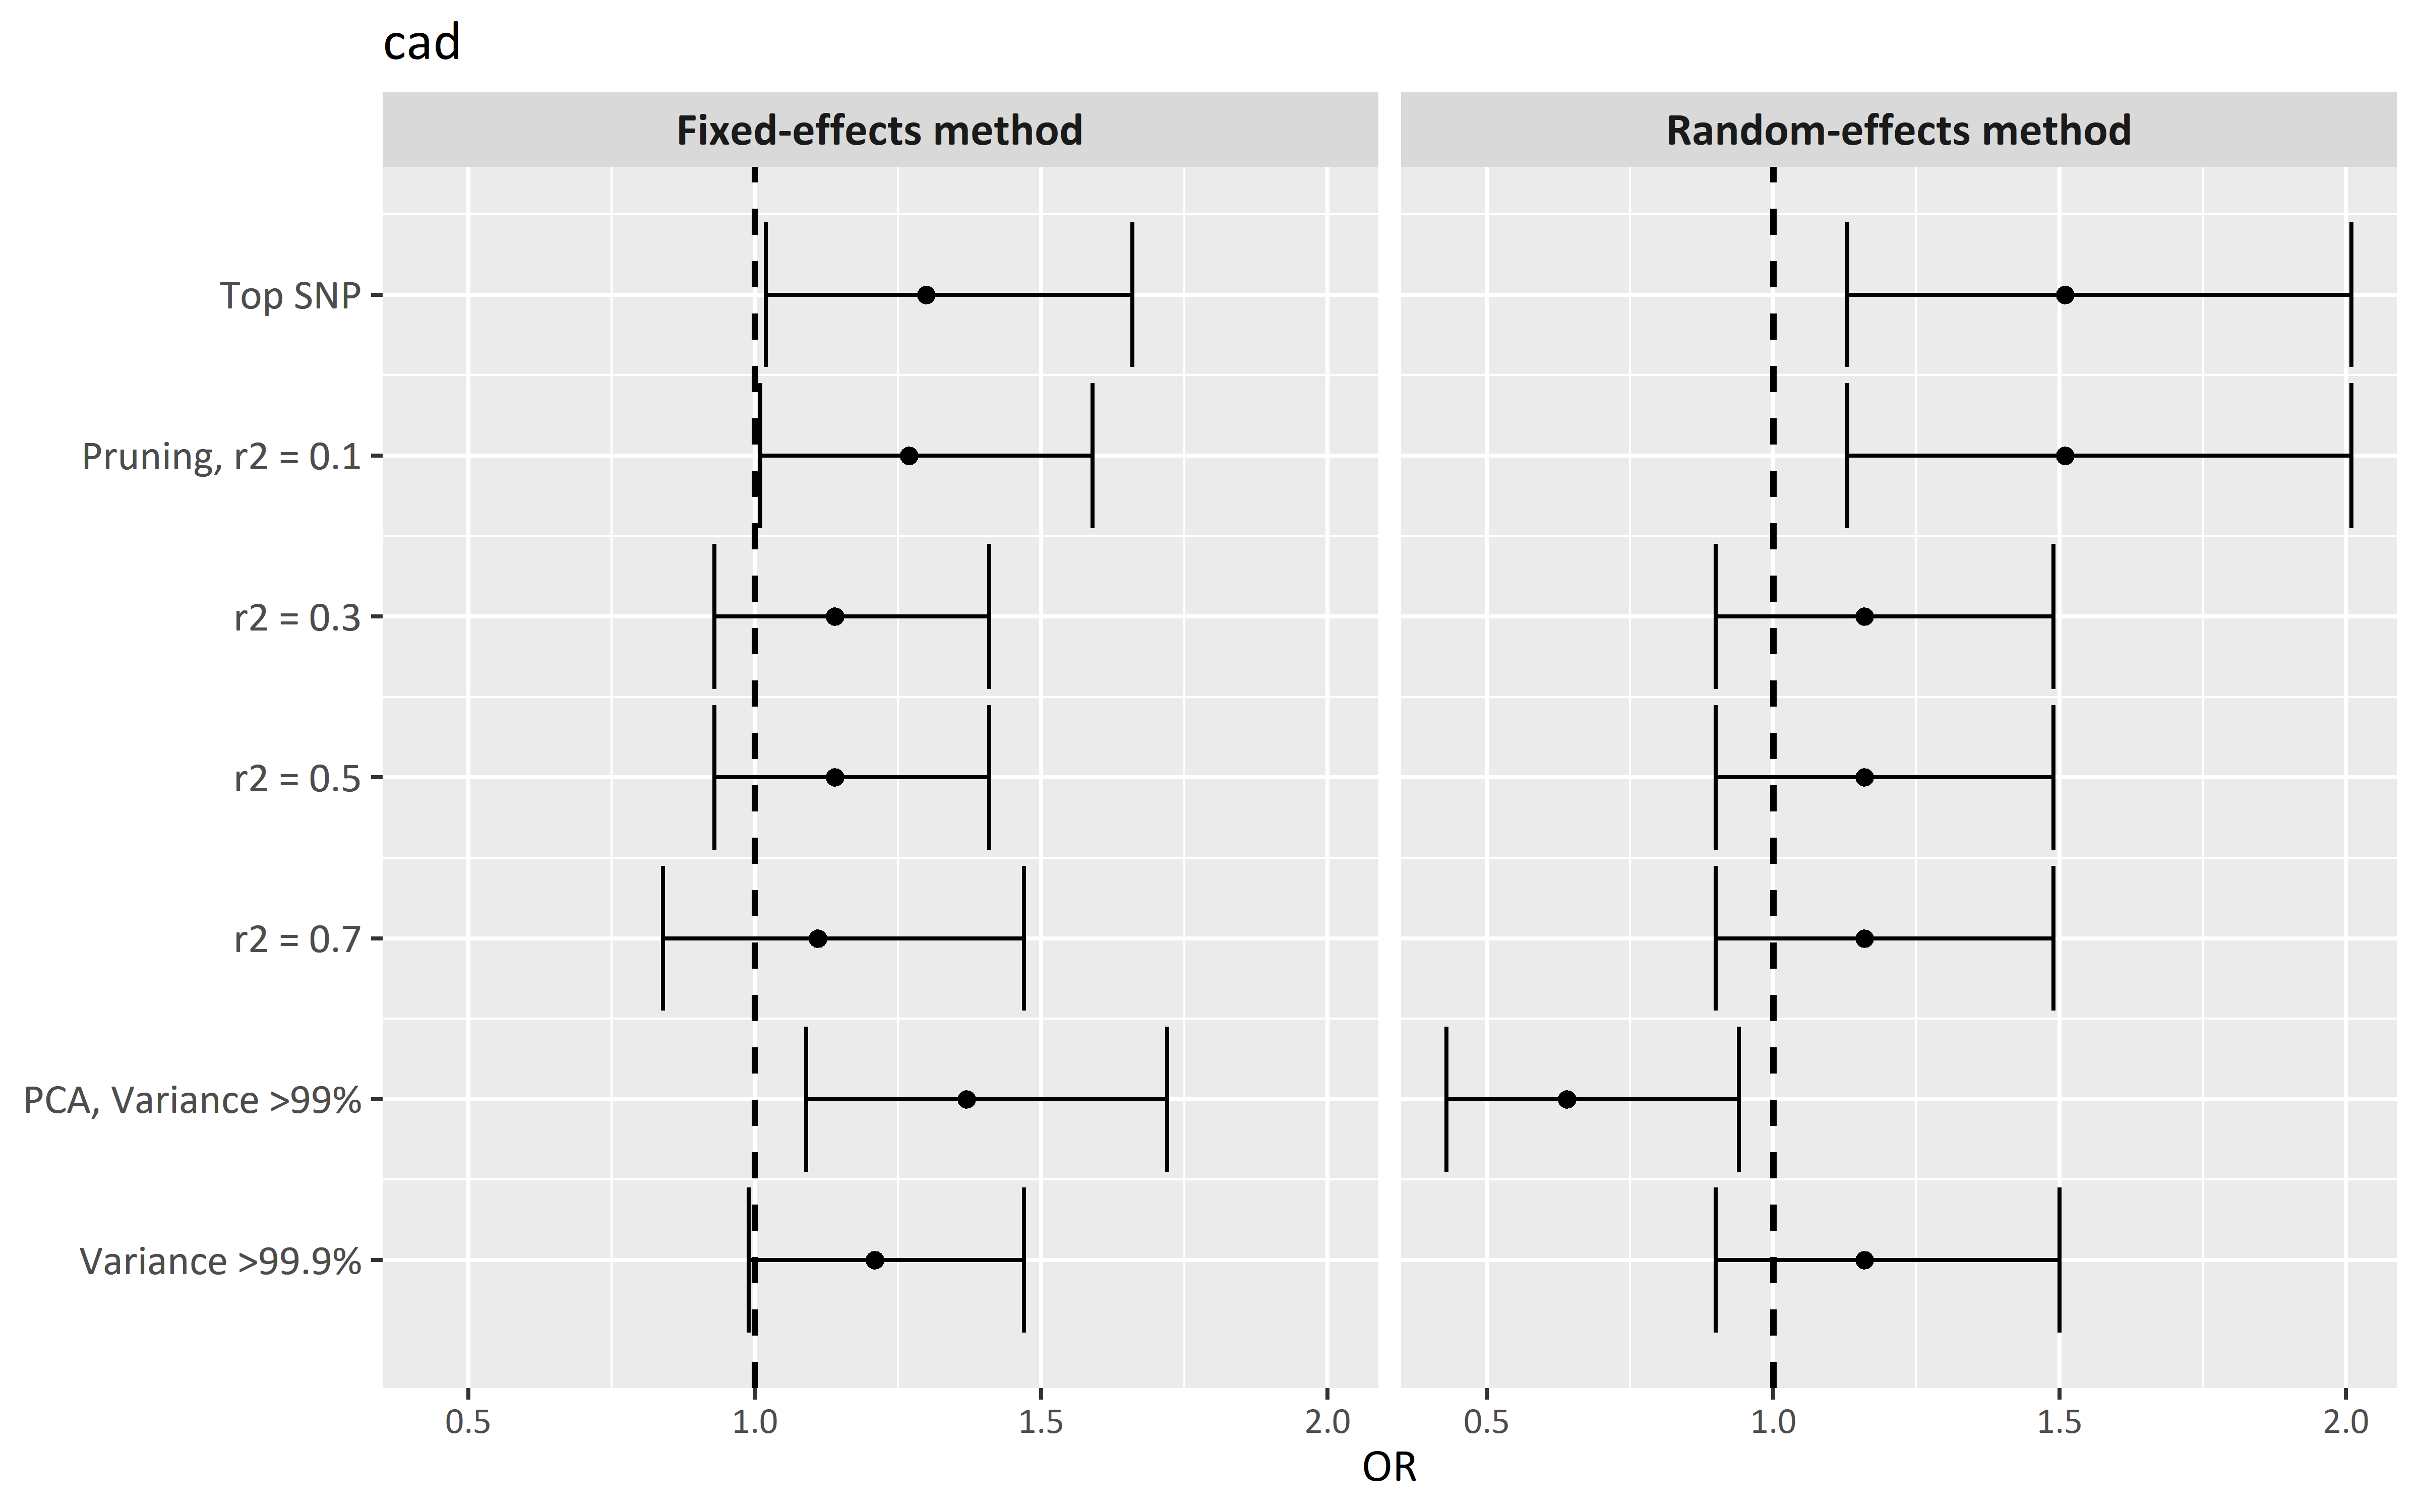 cad
Fixed-effects method
Random-effects method
Top SNP
Pruning, r2 = 0.1
r2 = 0.3
r2 = 0.5
r2 = 0.7
PCA, Variance >99%
Variance >99.9%
0.5 1.0 1.5 2.0
0.5 1.0 1.5 2.0
OR